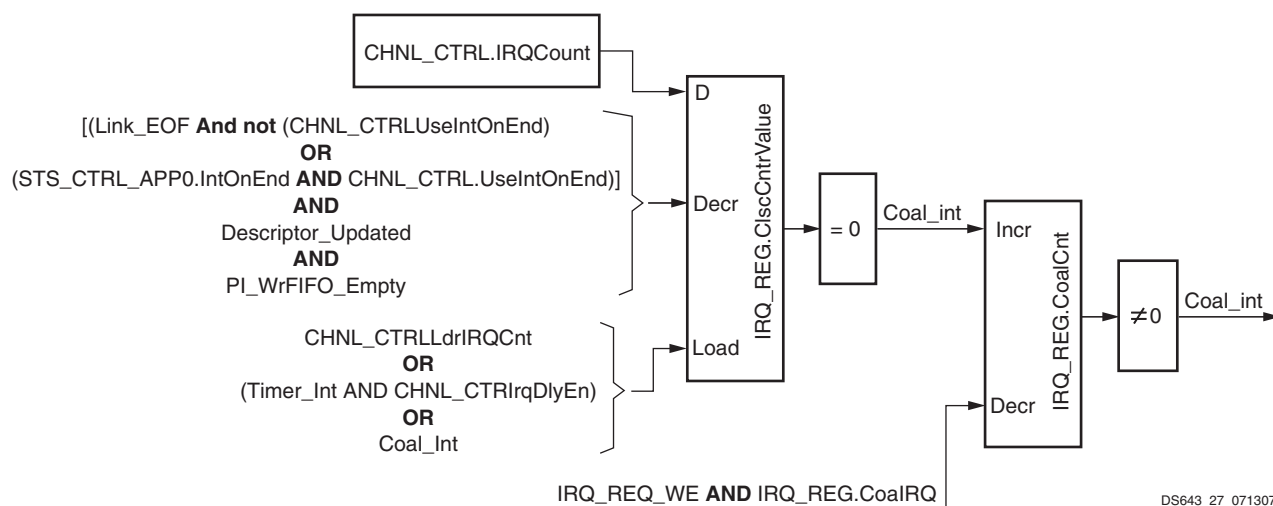 CHNL_CTRL.IRQCount
[(Link_EOF And not (CHNL_CTRLUseIntOnEnd)
OR
(STS_CTRL_APP0.IntOnEnd AND CHNL_CTRL.UseIntOnEnd)]
AND
Descriptor_Updated
AND
PI_WrFIFO_Empty
CHNL_CTRLLdrIRQCnt
OR
(Timer_Int AND CHNL_CTRIrqDlyEn)
OR
Coal_Int
D
Decr
Load
IRQ_REG.ClscCntrValue
= 0
Coal_int
Incr
Decr
IRQ_REG.CoalCnt
≠0
Coal_int
IRQ_REQ_WE AND IRQ_REG.CoalRQ
DS643_27_071307